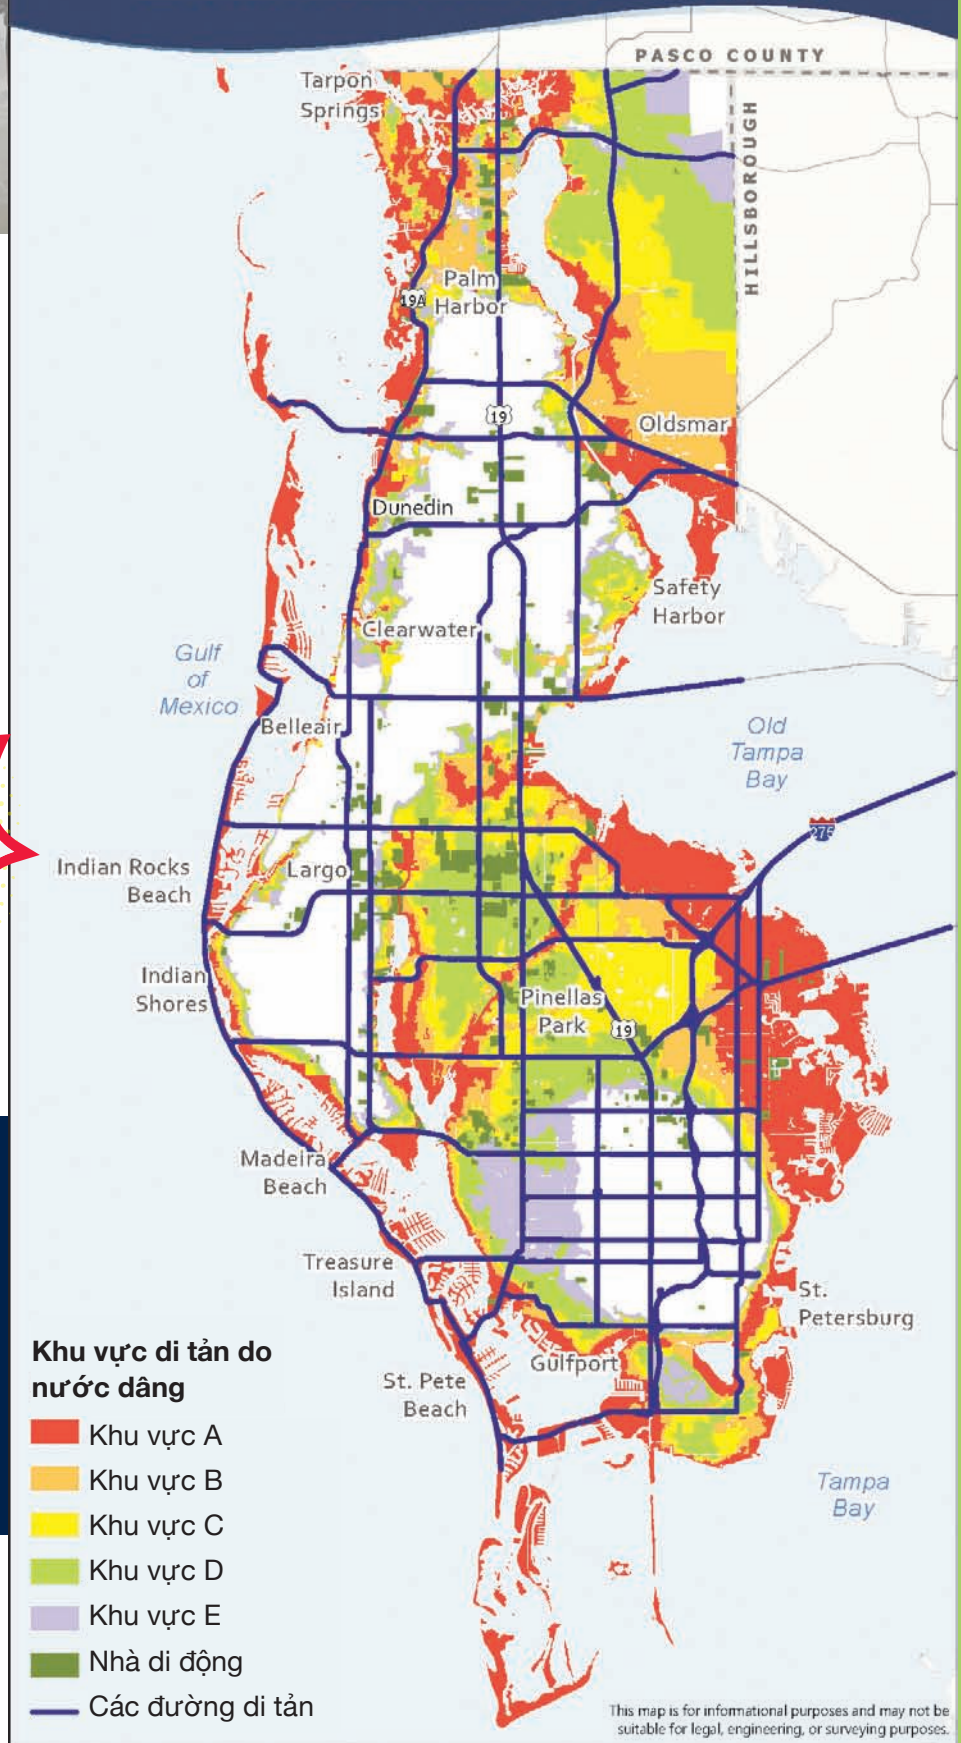 PASCO COUNTY
Tarpon
Springs
HILLSBOROUGH
Palm
Harbor
19A
19
Oldsmar
Dunedin
Safety
Harbor
Clearwater
Gulf
of
Mexico
Belleair
Old
Tampa
Bay
275
Indian Rocks
Beach
Largo
Indian
Shores
Pinellas
Park
19
Madeira
Beach
Treasure
Island
St.
Petersburg
Gulfport
St. Pete
Beach
Tampa
Bay
Khu vực di tản do
nước dâng
Khu vực A
Khu vực B
Khu vực C
Khu vực D
Khu vực E
Nhà di động
Các đường di tản
This map is for informational purposes and may not be
suitable for legal, engineering, or surveying purposes.